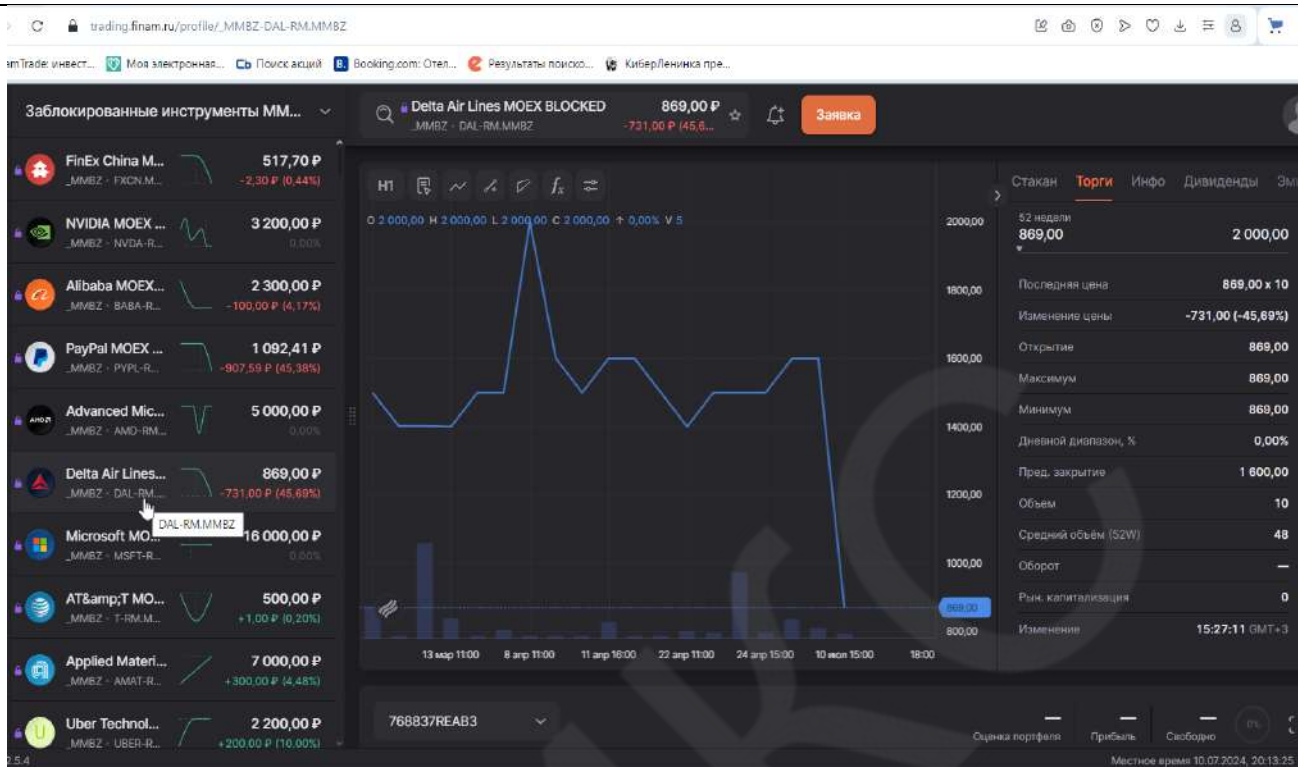 trading.finam.ru/profile/_MMBZ-DAL-RM.MMBZ
amTrade: инвест... Моя электронная... Сb Поиск акций B. Booking.com: Отел... Результаты поиско... КиберЛенинка пре...
Заблокированные инструменты ММ...
Delta Air Lines MOEX BLOCKED 869,00 ₽
_MMBZ · DAL-RM.MMBZ -731,00 ₽ (45,6...
Заявка
FinEx China M... 517,70 ₽
_MMBZ · FXCN.M... -2,30 ₽ (0,44%)
NVIDIA MOEX ... 3 200,00 ₽
_MMBZ · NVDA-R... 0,00%
Alibaba MOEX... 2 300,00 ₽
_MMBZ · BABA-R... -100,00 ₽ (4,17%)
PayPal MOEX ... 1 092,41 ₽
_MMBZ · PYPL-R... -907,59 ₽ (45,38%)
Advanced Mic... 5 000,00 ₽
_MMBZ · AMD-RM... 0,00%
Delta Air Lines... 869,00 ₽
_MMBZ · DAL-RM... -731,00 ₽ (45,69%)
DAL-RM.MMBZ
Microsoft MO... 16 000,00 ₽
_MMBZ · MSFT-R... 0,00%
AT&amp;T MO... 500,00 ₽
_MMBZ · T-RM.M... +1,00 ₽ (0,20%)
Applied Materi... 7 000,00 ₽
_MMBZ · AMAT-R... +300,00 ₽ (4,48%)
Uber Technol... 2 200,00 ₽
_MMBZ · UBER-R... +200,00 ₽ (10,00%)
2.5.4
H1
O 2 000,00 H 2 000,00 L 2 000,00 C 2 000,00 ↑ 0,00% V 5
2000,00
1800,00
1600,00
1400,00
1200,00
1000,00
869,00
800,00
13 мар 11:00 8 апр 11:00 11 апр 16:00 22 апр 11:00 24 апр 15:00 10 июл 15:00 18:00
Стакан Торги Инфо Дивиденды Эм
52 недели
869,00 2 000,00
Последняя цена 869,00 x 10
Изменение цены -731,00 (-45,69%)
Открытие 869,00
Максимум 869,00
Минимум 869,00
Дневной диапазон, % 0,00%
Пред. закрытие 1 600,00
Объём 10
Средний объём (52W) 48
Оборот —
Рын. капитализация 0
Изменение 15:27:11 GMT+3
768837REAB3
— — — 0%
Оценка портфеля Прибыль Свободно
Местное время 10.07.2024, 20:13:25